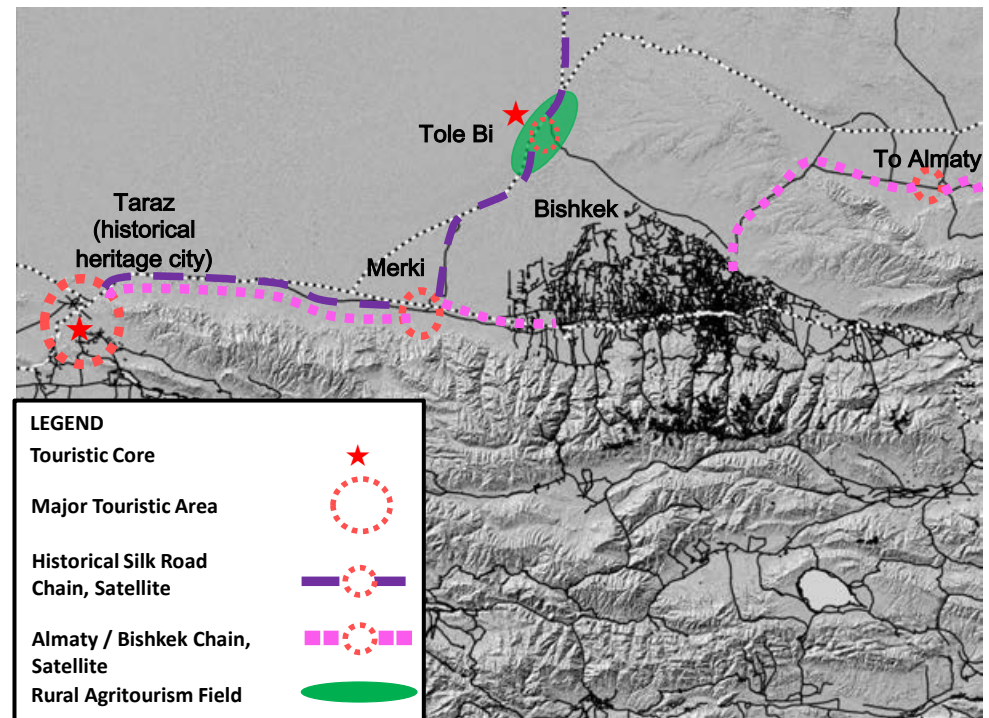 Tole Bi
To Almaty
Taraz
(historical
heritage city)
Bishkek
Merki
LEGEND
Touristic Core
Major Touristic Area
Historical Silk Road
Chain, Satellite
Almaty / Bishkek Chain,
Satellite
Rural Agritourism Field